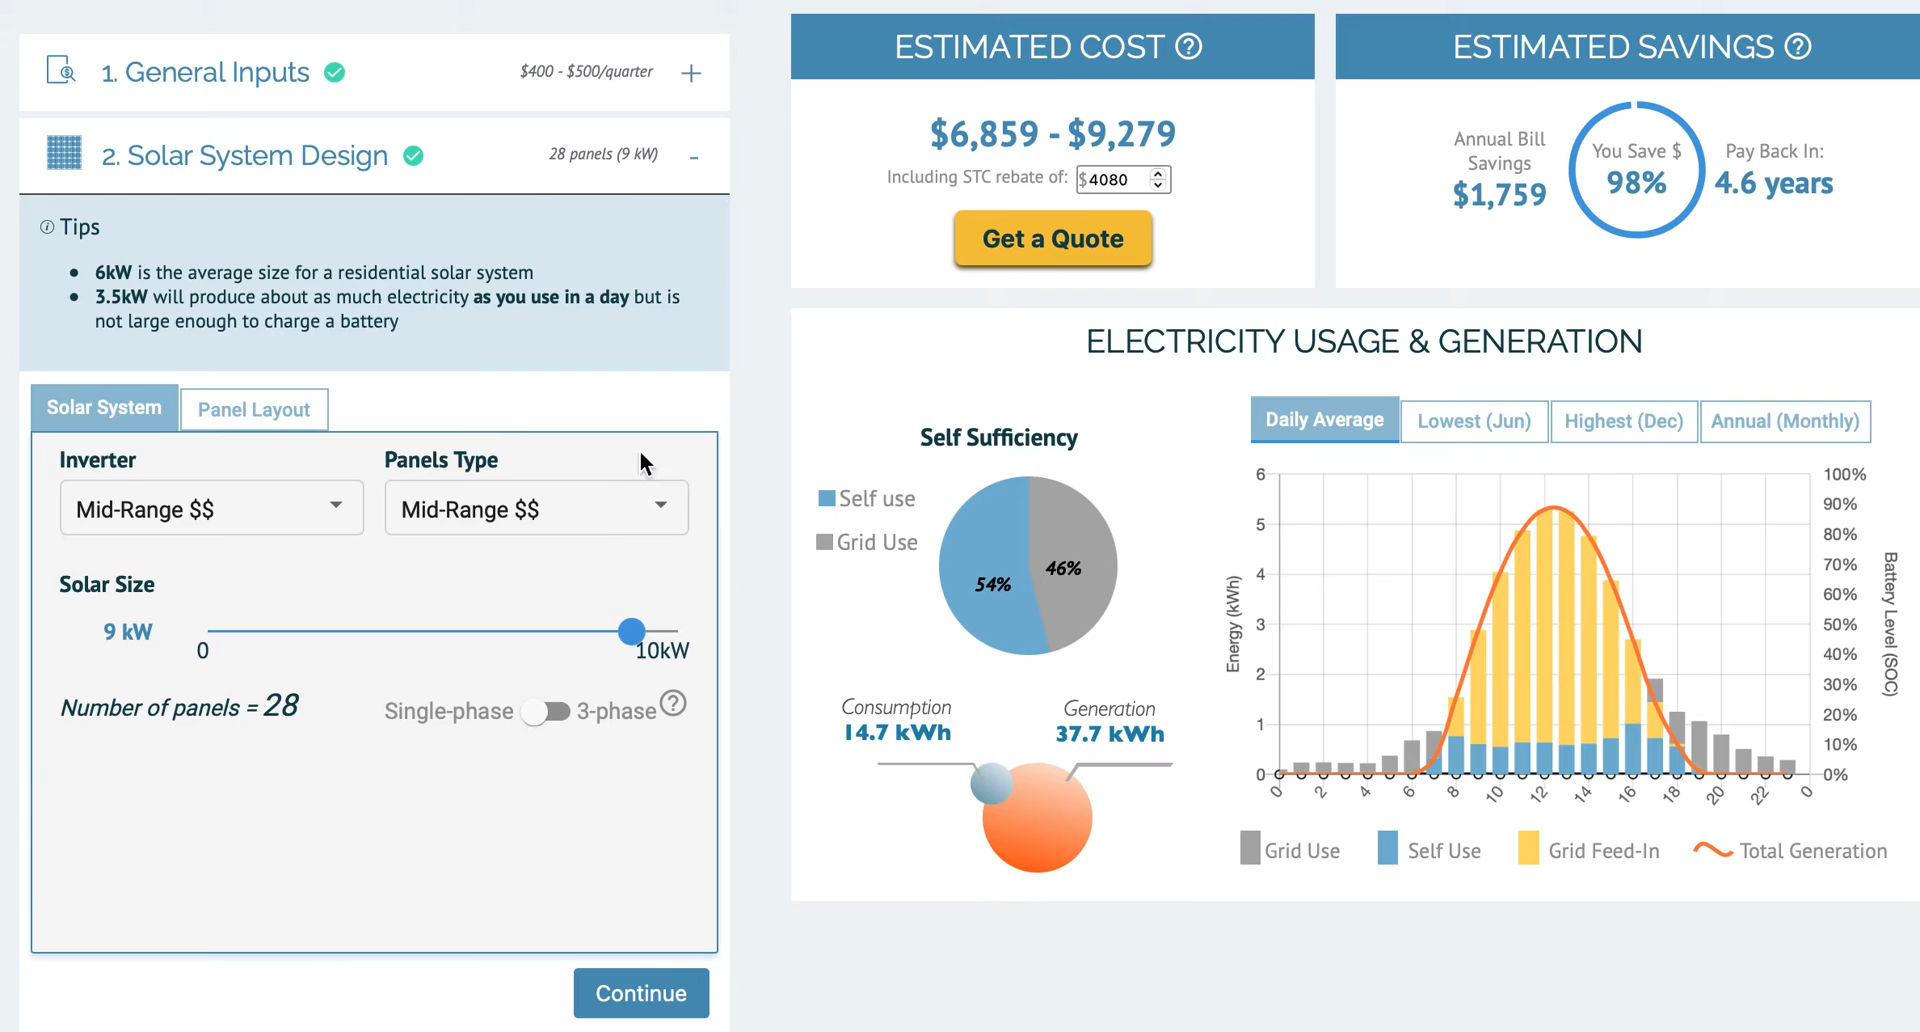 1. General Inputs
$400 - $500/quarter
+
2. Solar System Design
28 panels (9 kW)
-
Tips
6kW is the average size for a residential solar system
3.5kW will produce about as much electricity as you use in a day but is
not large enough to charge a battery
Solar System
Panel Layout
Inverter
Panels Type
Mid-Range $$
Mid-Range $$
Solar Size
9 kW
0
10kW
Number of panels = 28
Single-phase
3-phase
?
Continue
ESTIMATED COST ?
$6,859 - $9,279
Including STC rebate of:
$4080
Get a Quote
ESTIMATED SAVINGS ?
Annual Bill
Savings
$1,759
You Save $
98%
Pay Back In:
4.6 years
ELECTRICITY USAGE & GENERATION
Self Sufficiency
Self use
Grid Use
54%
46%
Consumption
14.7 kWh
Generation
37.7 kWh
Daily Average
Lowest (Jun)
Highest (Dec)
Annual (Monthly)
Energy (kWh)
6
5
4
3
2
1
0
100%
90%
80%
70%
60%
50%
40%
30%
20%
10%
0%
Battery Level (SOC)
0 2 4 6 8 10 12 14 16 18 20 22 0
Grid Use
Self Use
Grid Feed-In
Total Generation